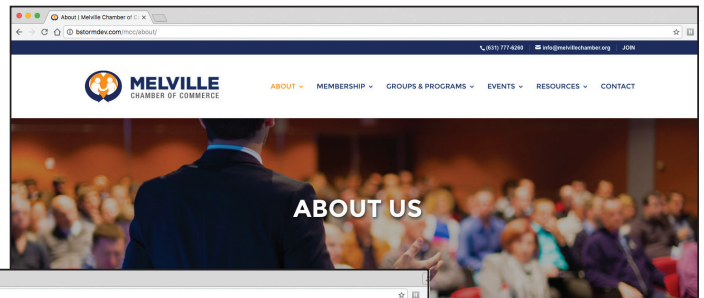 About | Melville Chamber of Co
bstormdev.com/mcc/about/
(631) 777-6260 info@melvillechamber.org JOIN
MELVILLE
CHAMBER OF COMMERCE
ABOUT MEMBERSHIP GROUPS & PROGRAMS EVENTS RESOURCES CONTACT
ABOUT US